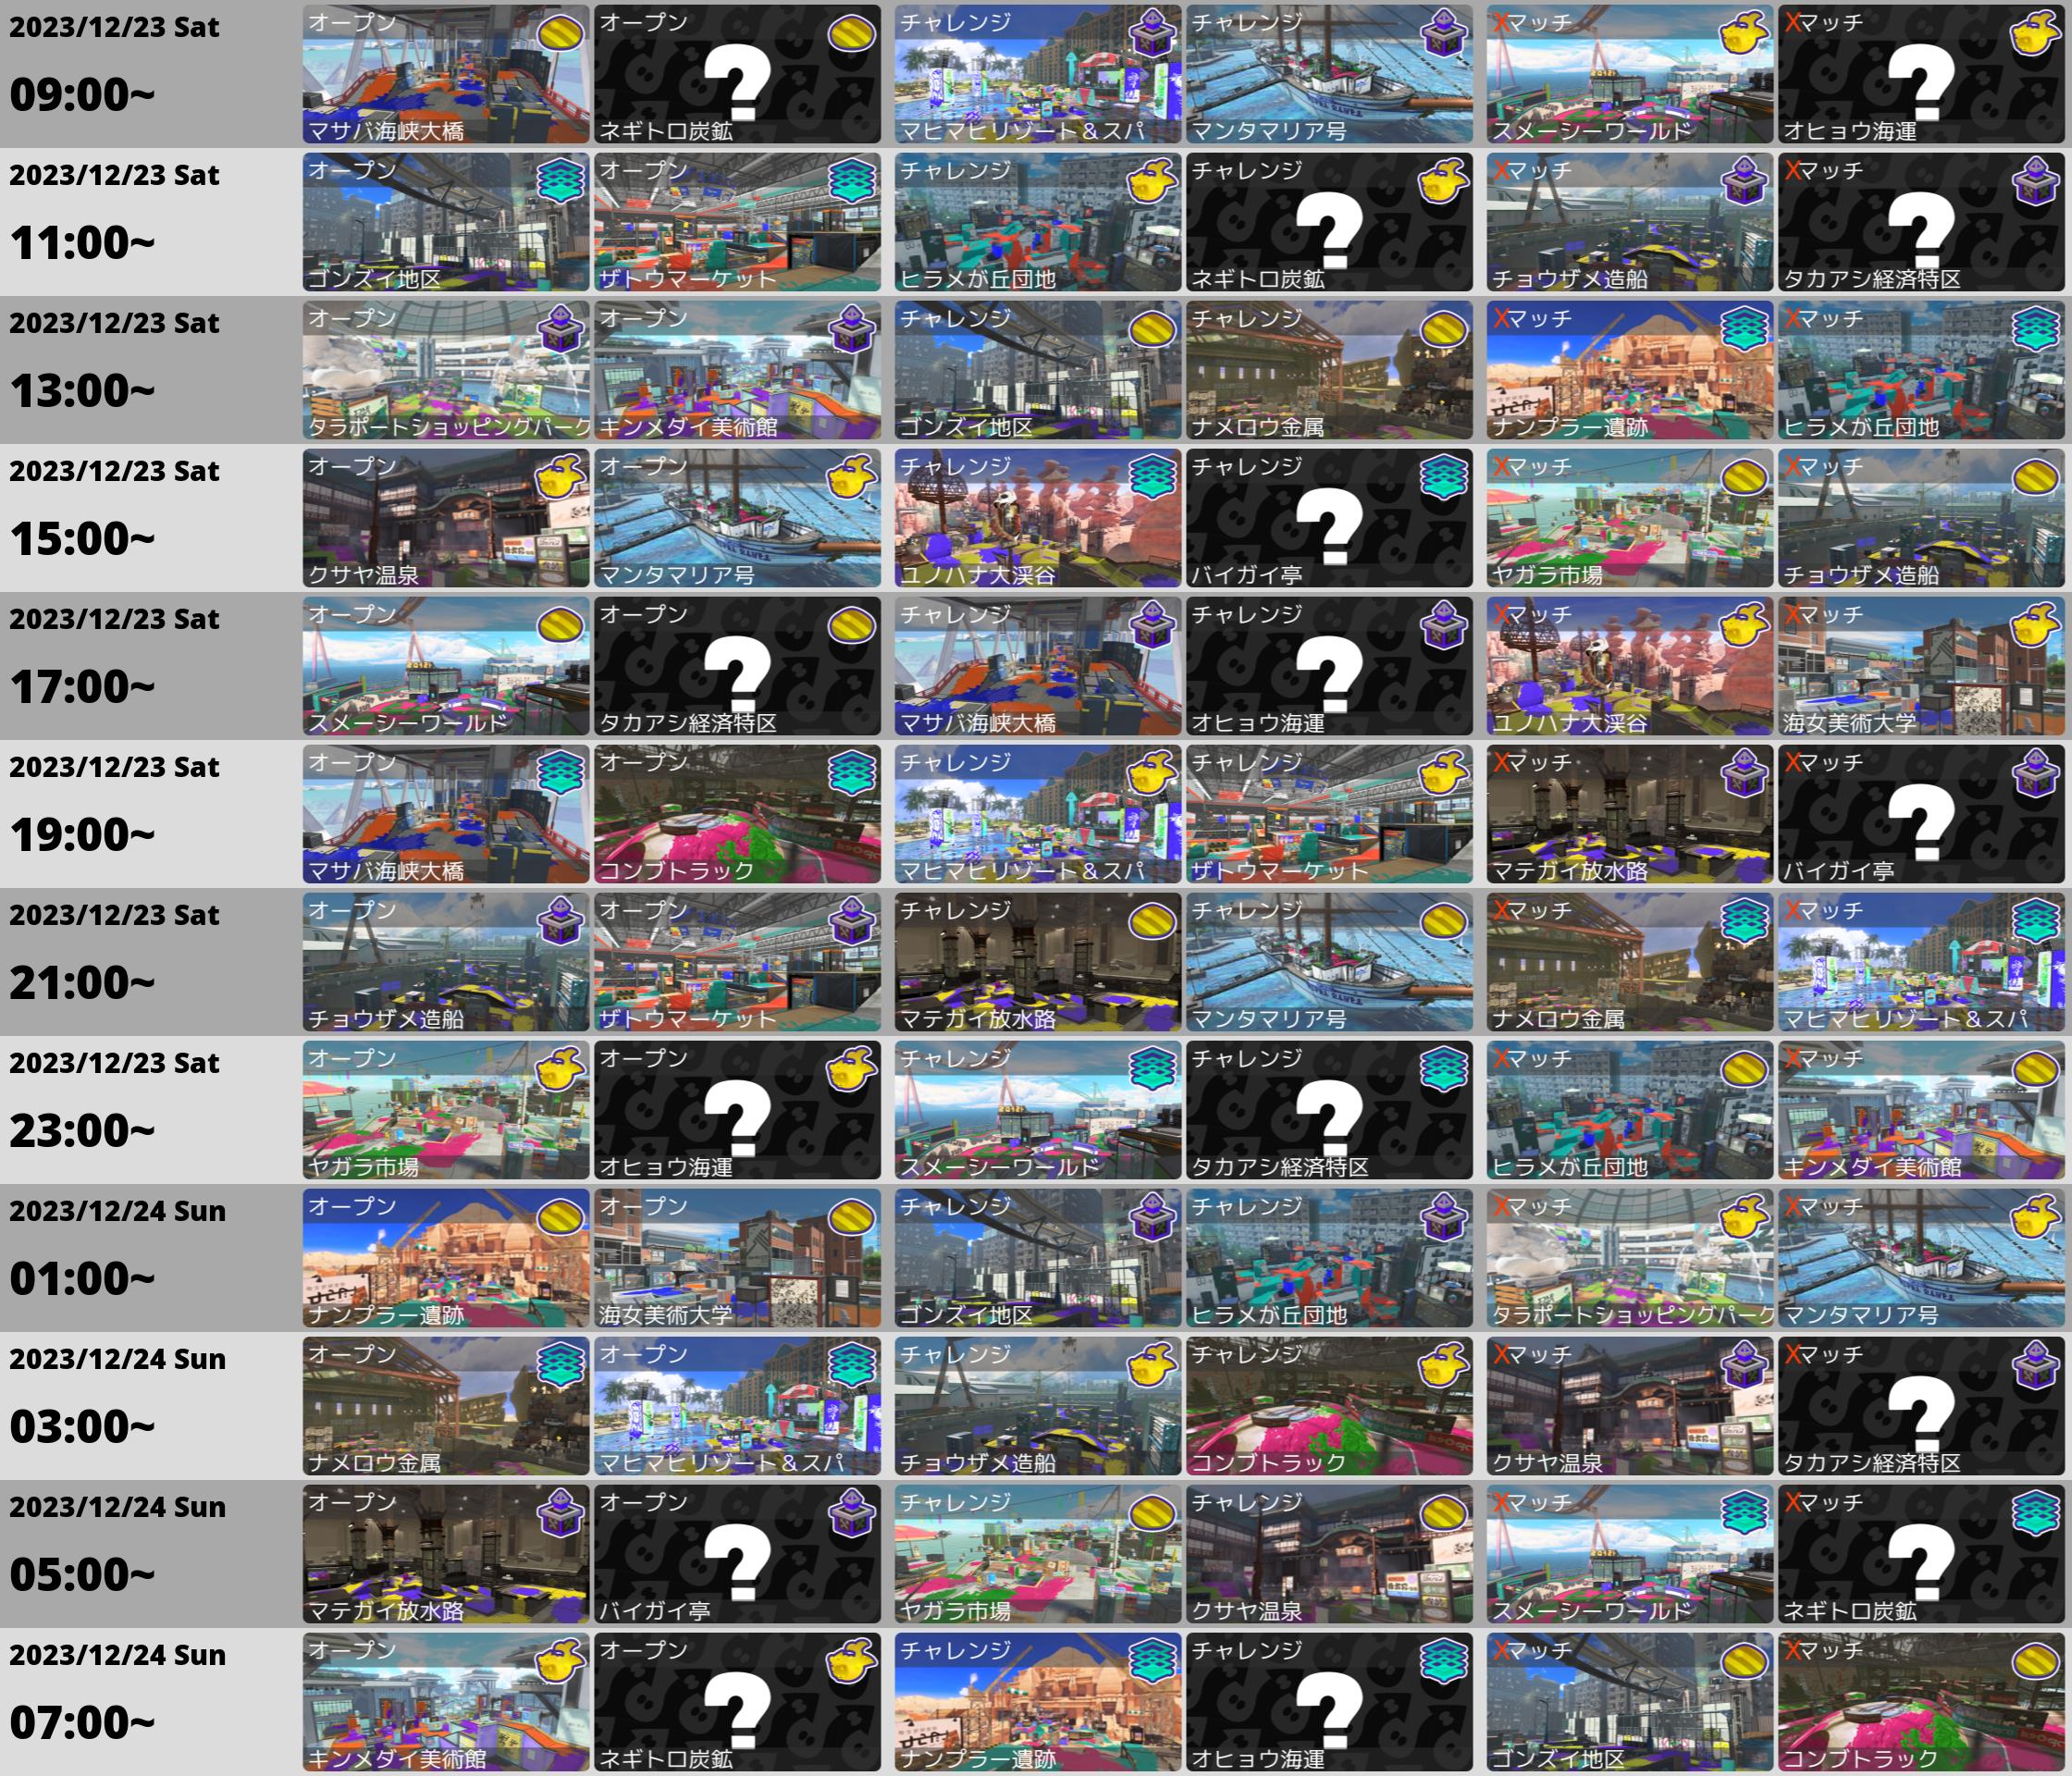 2023/12/23 Sat
09:00~
オープン
マサバ海峡大橋
オープン
ネギトロ炭鉱
チャレンジ
マヒマヒリゾート＆スパ
チャレンジ
マンタマリア号
Xマッチ
スメーシーワールド
Xマッチ
オヒョウ海運
2023/12/23 Sat
11:00~
オープン
ゴンズイ地区
オープン
ザトウマーケット
チャレンジ
ヒラメが丘団地
チャレンジ
ネギトロ炭鉱
Xマッチ
チョウザメ造船
Xマッチ
タカアシ経済特区
2023/12/23 Sat
13:00~
オープン
タラポートショッピングパーク
オープン
キンメダイ美術館
チャレンジ
ゴンズイ地区
チャレンジ
ナメロウ金属
Xマッチ
ナンプラー遺跡
Xマッチ
ヒラメが丘団地
2023/12/23 Sat
15:00~
オープン
クサヤ温泉
オープン
マンタマリア号
チャレンジ
ユノハナ大渓谷
チャレンジ
バイガイ亭
Xマッチ
ヤガラ市場
Xマッチ
チョウザメ造船
2023/12/23 Sat
17:00~
オープン
スメーシーワールド
オープン
タカアシ経済特区
チャレンジ
マサバ海峡大橋
チャレンジ
オヒョウ海運
Xマッチ
ユノハナ大渓谷
Xマッチ
海女美術大学
2023/12/23 Sat
19:00~
オープン
マサバ海峡大橋
オープン
コンブトラック
チャレンジ
マヒマヒリゾート＆スパ
チャレンジ
ザトウマーケット
Xマッチ
マテガイ放水路
Xマッチ
バイガイ亭
2023/12/23 Sat
21:00~
オープン
チョウザメ造船
オープン
ザトウマーケット
チャレンジ
マテガイ放水路
チャレンジ
マンタマリア号
Xマッチ
ナメロウ金属
Xマッチ
マヒマヒリゾート＆スパ
2023/12/23 Sat
23:00~
オープン
ヤガラ市場
オープン
オヒョウ海運
チャレンジ
スメーシーワールド
チャレンジ
タカアシ経済特区
Xマッチ
ヒラメが丘団地
Xマッチ
キンメダイ美術館
2023/12/24 Sun
01:00~
オープン
ナンプラー遺跡
オープン
海女美術大学
チャレンジ
ゴンズイ地区
チャレンジ
ヒラメが丘団地
Xマッチ
タラポートショッピングパーク
Xマッチ
マンタマリア号
2023/12/24 Sun
03:00~
オープン
ナメロウ金属
オープン
マヒマヒリゾート＆スパ
チャレンジ
チョウザメ造船
チャレンジ
コンブトラック
Xマッチ
クサヤ温泉
Xマッチ
タカアシ経済特区
2023/12/24 Sun
05:00~
オープン
マテガイ放水路
オープン
バイガイ亭
チャレンジ
ヤガラ市場
チャレンジ
クサヤ温泉
Xマッチ
スメーシーワールド
Xマッチ
ネギトロ炭鉱
2023/12/24 Sun
07:00~
オープン
キンメダイ美術館
オープン
ネギトロ炭鉱
チャレンジ
ナンプラー遺跡
チャレンジ
オヒョウ海運
Xマッチ
ゴンズイ地区
Xマッチ
コンブトラック